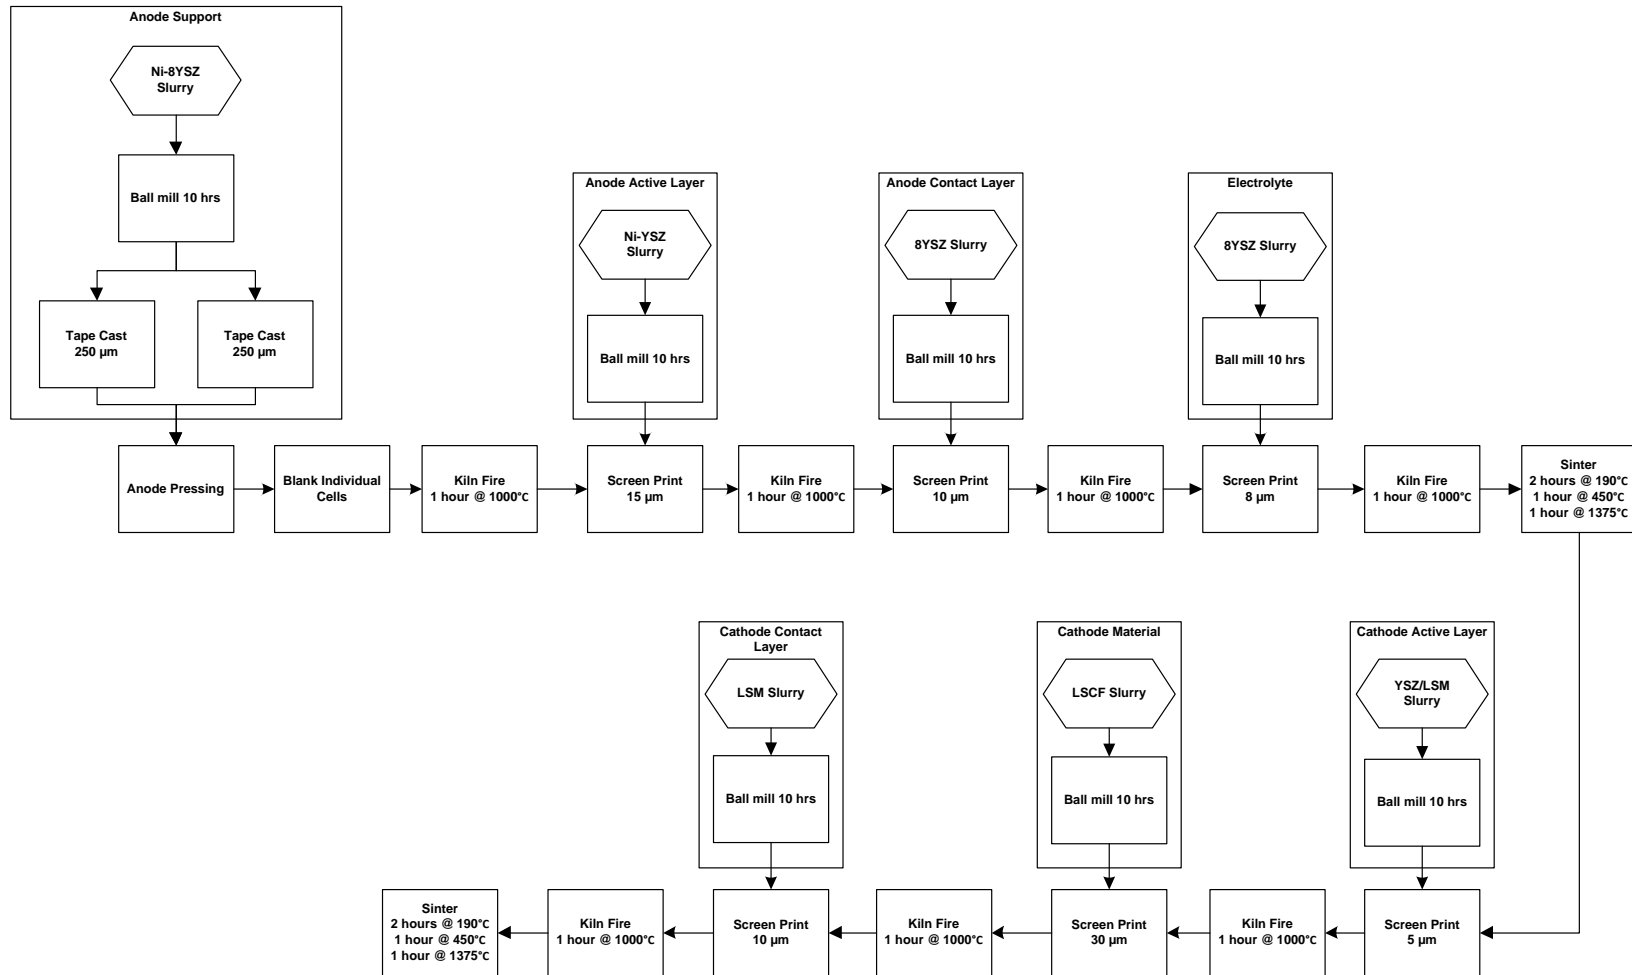 Anode Support
Ni-8YSZ
Slurry
Ball mill 10 hrs
Tape Cast
250 µm
Tape Cast
250 µm
Anode Active Layer
Ni-YSZ
Slurry
Ball mill 10 hrs
Anode Contact Layer
8YSZ Slurry
Ball mill 10 hrs
Electrolyte
8YSZ Slurry
Ball mill 10 hrs
Anode Pressing
Blank Individual
Cells
Kiln Fire
1 hour @ 1000°C
Screen Print
15 µm
Kiln Fire
1 hour @ 1000°C
Screen Print
10 µm
Kiln Fire
1 hour @ 1000°C
Screen Print
8 µm
Kiln Fire
1 hour @ 1000°C
Sinter
2 hours @ 190°C
1 hour @ 450°C
1 hour @ 1375°C
Cathode Contact
Layer
LSM Slurry
Ball mill 10 hrs
Cathode Material
LSCF Slurry
Ball mill 10 hrs
Cathode Active Layer
YSZ/LSM
Slurry
Ball mill 10 hrs
Sinter
2 hours @ 190°C
1 hour @ 450°C
1 hour @ 1375°C
Kiln Fire
1 hour @ 1000°C
Screen Print
10 µm
Kiln Fire
1 hour @ 1000°C
Screen Print
30 µm
Kiln Fire
1 hour @ 1000°C
Screen Print
5 µm